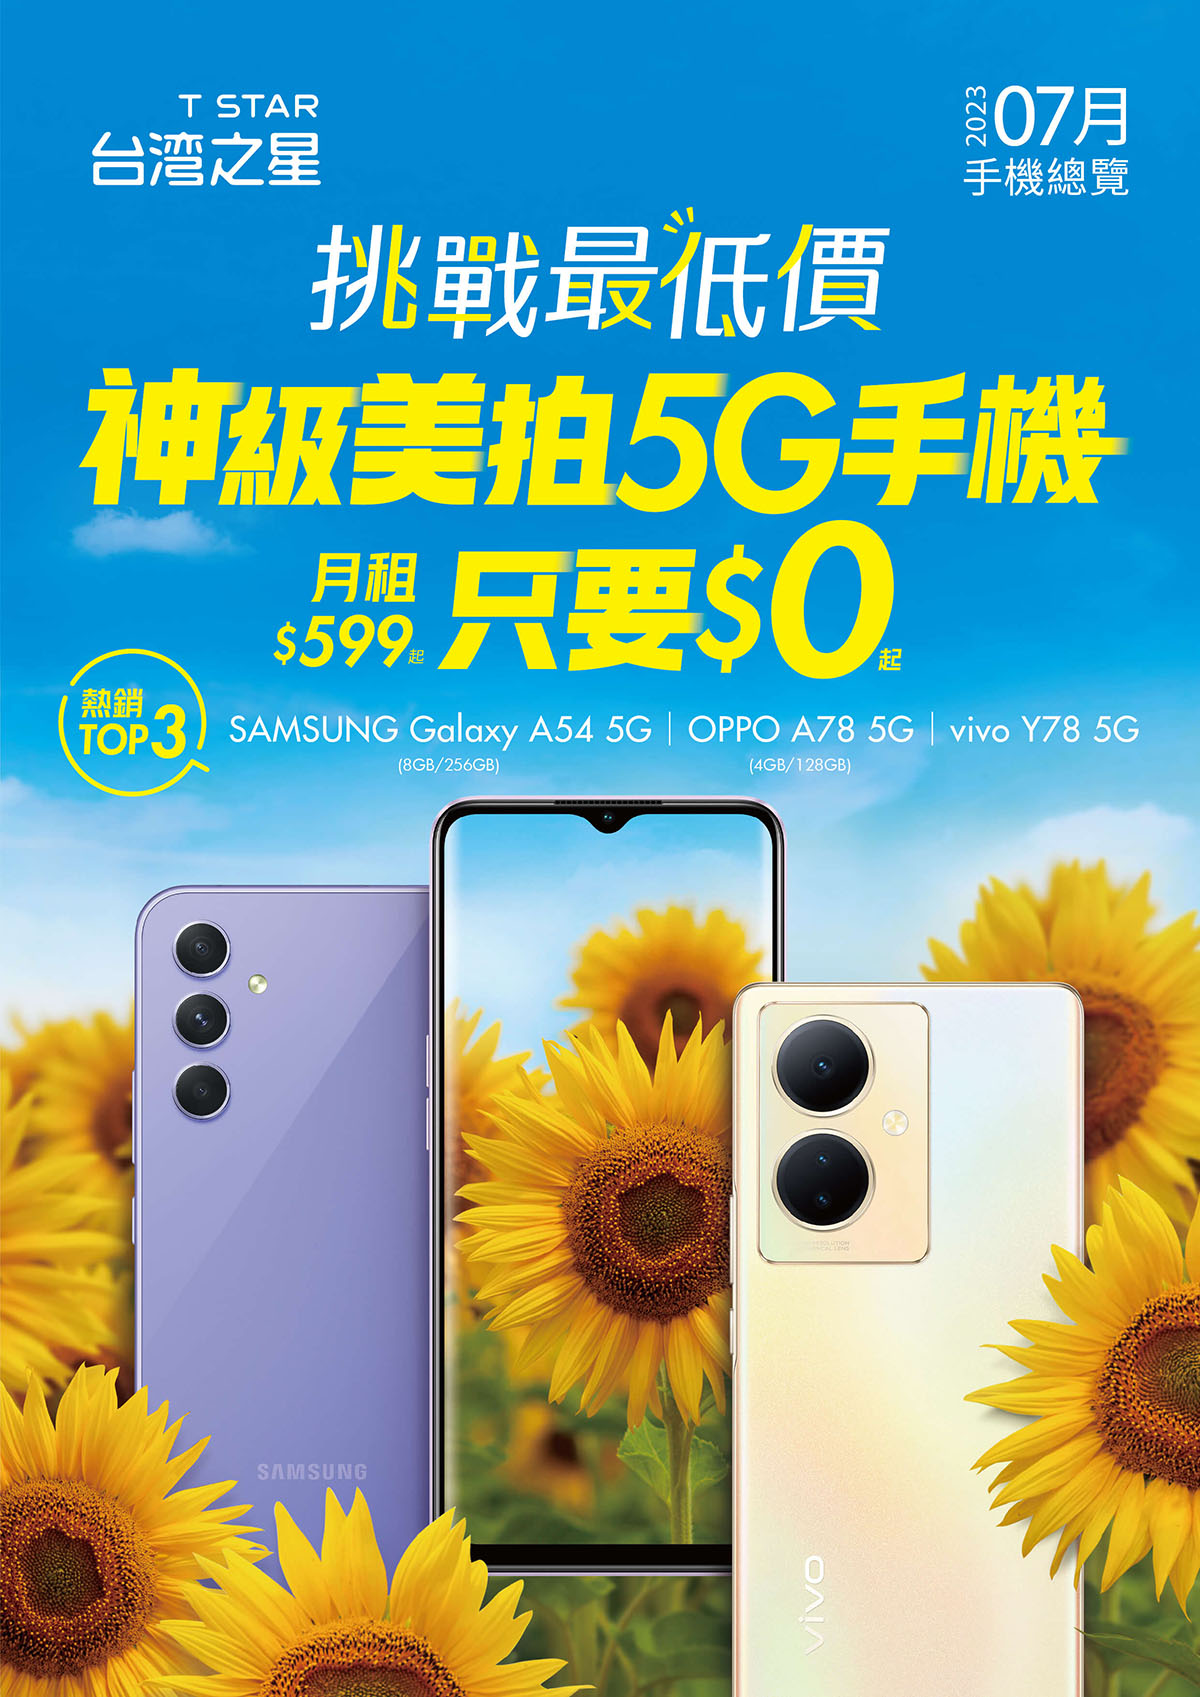 T STAR
台湾之星
2023 07月
手機總覽
挑戰最低價
神級美拍5G手機
月租
$599起
只要$0起
熱銷
TOP3
SAMSUNG Galaxy A54 5G｜OPPO A78 5G｜vivo Y78 5G
(8GB/256GB)
(4GB/128GB)
SAMSUNG
vivo